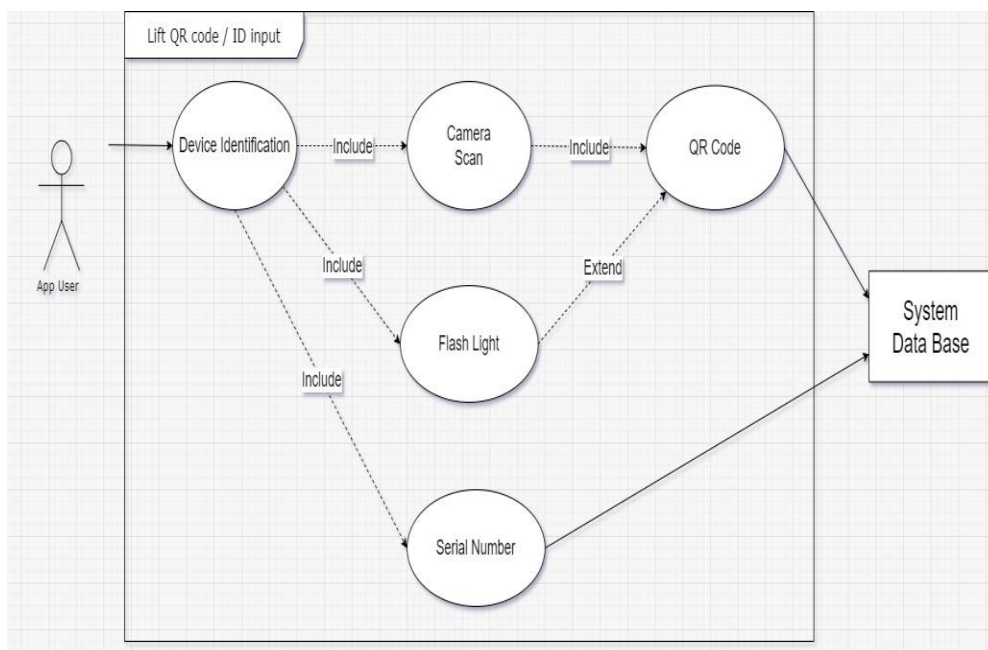 Lift QR code / ID input
Device Identification
Include
Camera
Scan
Include
QR Code
App User
Include
Extend
Flash Light
System
Data Base
Include
Serial Number